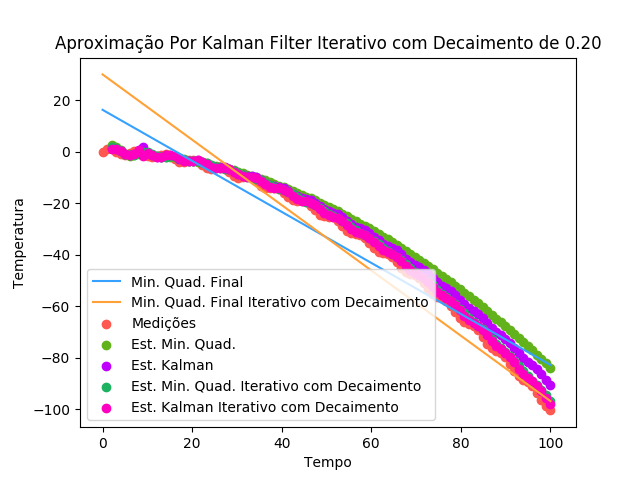 Aproximação Por Kalman Filter Iterativo com Decaimento de 0.20
20
0
−20
−40
−60
−80
−100
Temperatura
Min. Quad. Final
Min. Quad. Final Iterativo com Decaimento
Medições
Est. Min. Quad.
Est. Kalman
Est. Min. Quad. Iterativo com Decaimento
Est. Kalman Iterativo com Decaimento
0 20 40 60 80 100
Tempo